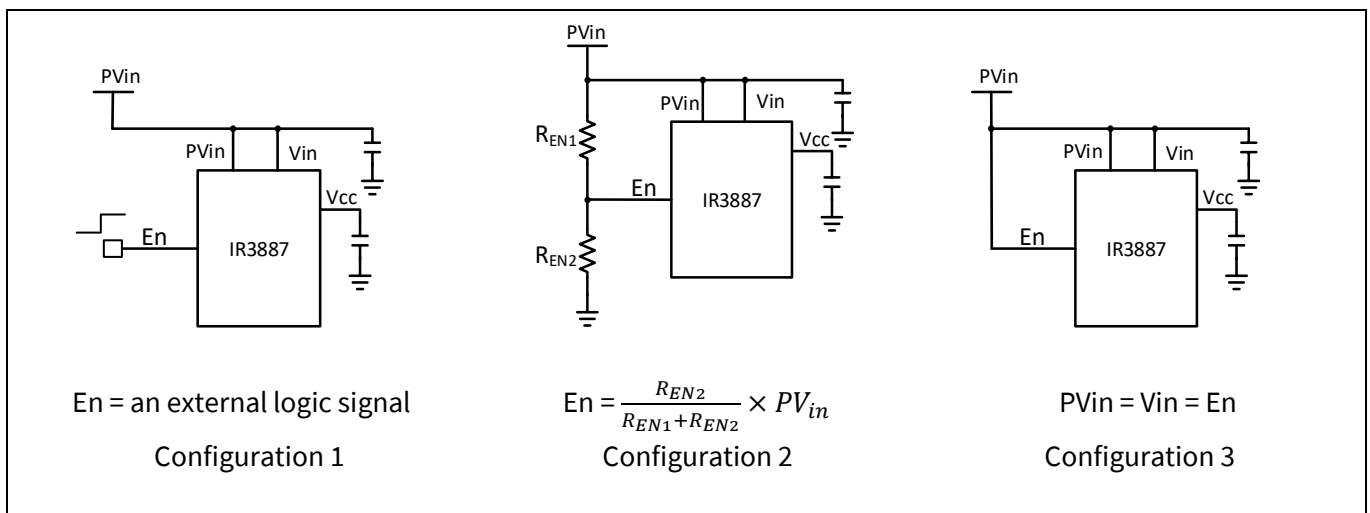 PVin
PVin Vin
Vcc
En
IR3887
En = an external logic signal
Configuration 1
PVin
PVin Vin
Vcc
R_EN1
En
IR3887
R_EN2
En = R_EN2 / (R_EN1+R_EN2) × PV_in
Configuration 2
PVin
PVin Vin
Vcc
En
IR3887
PVin = Vin = En
Configuration 3